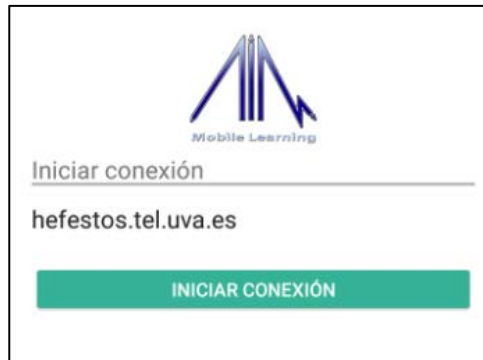 Mobile Learning
Iniciar conexión
hefestos.tel.uva.es
INICIAR CONEXIÓN